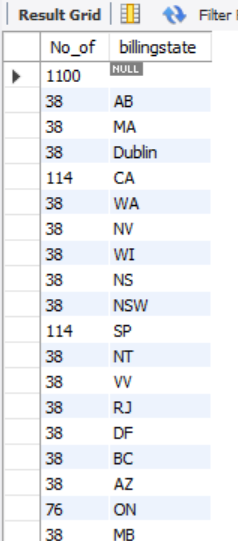 Result Grid Filter
No_of billingstate
1100 NULL
38 AB
38 MA
38 Dublin
114 CA
38 WA
38 NV
38 WI
38 NS
38 NSW
114 SP
38 NT
38 VV
38 RJ
38 DF
38 BC
38 AZ
76 ON
38 MB